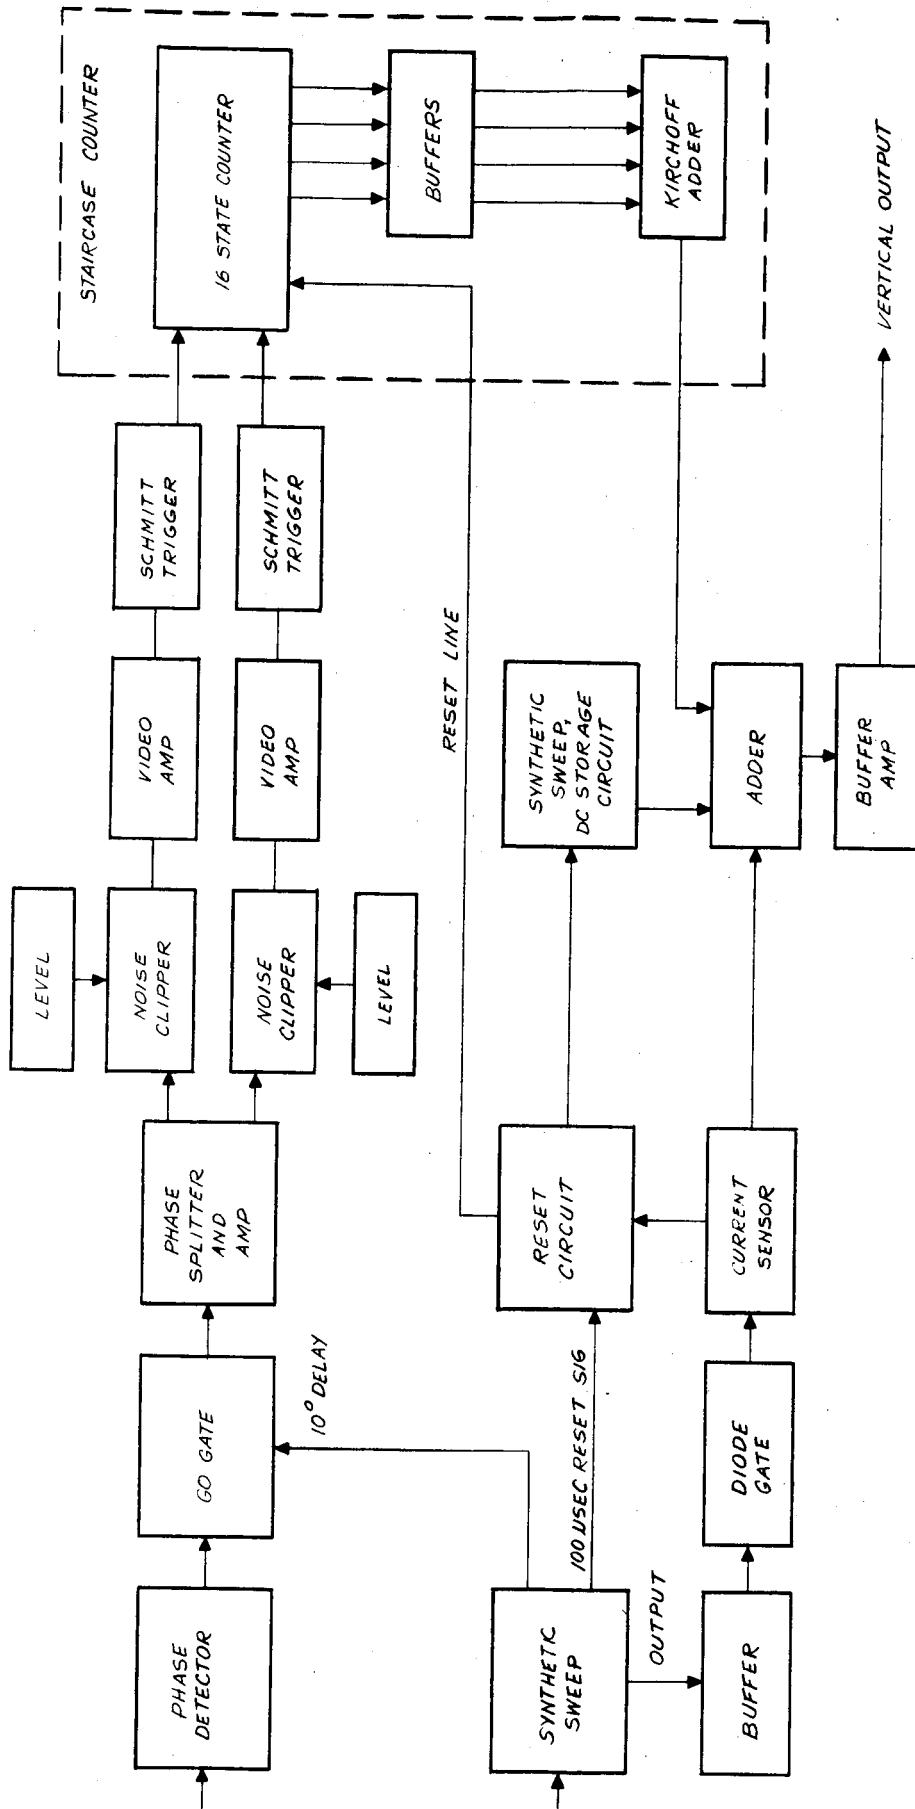 STAIRCASE COUNTER
16 STATE COUNTER
BUFFERS
KIRCHOFF
ADDER
SCHMITT
TRIGGER
SCHMITT
TRIGGER
VIDEO
AMP
VIDEO
AMP
LEVEL
NOISE
CLIPPER
NOISE
CLIPPER
LEVEL
PHASE
SPLITTER
AND
AMP
GO GATE
10° DELAY
PHASE
DETECTOR
RESET LINE
SYNTHETIC
SWEEP,
DC STORAGE
CIRCUIT
RESET
CIRCUIT
100 USEC RESET SIG
SYNTHETIC
SWEEP
OUTPUT
BUFFER
DIODE
GATE
CURRENT
SENSOR
ADDER
BUFFER
AMP
VERTICAL OUTPUT